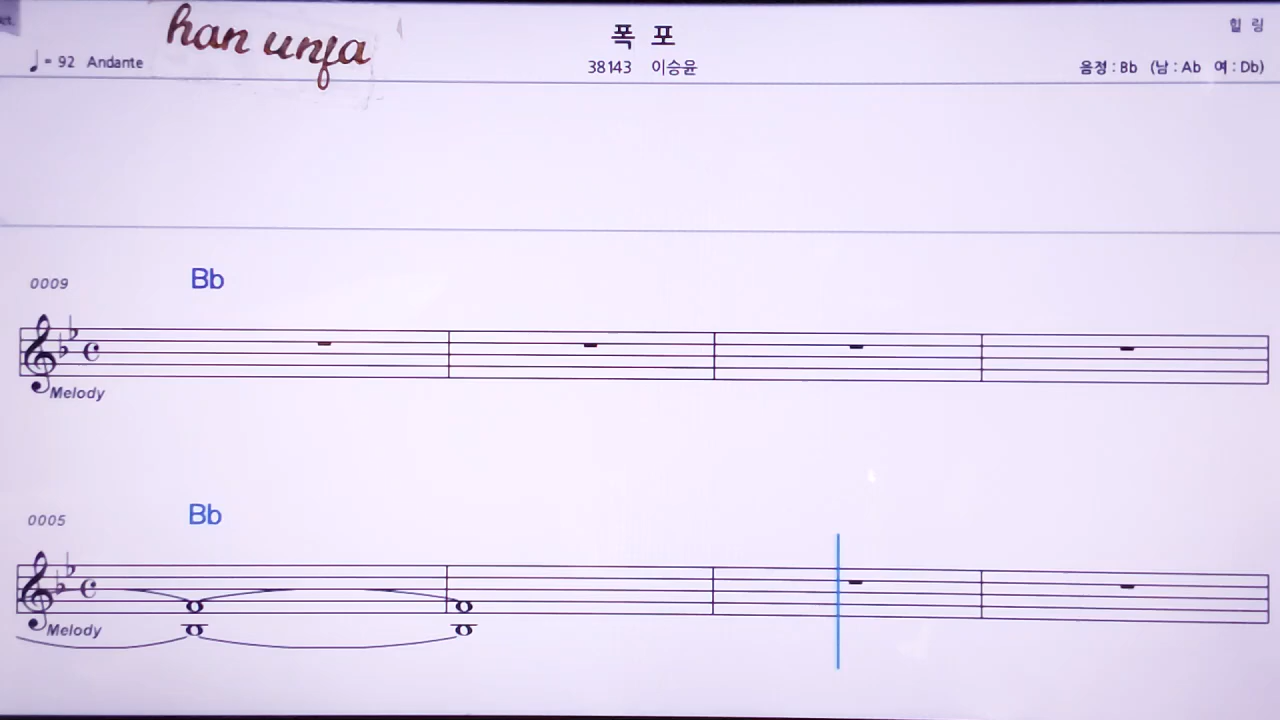 han unfa
폭 포
힐 링
♩ = 92 Andante
38143 이승윤
음정 : Bb (남 : Ab 여 : Db)
0009 Bb
Melody
0005 Bb
Melody